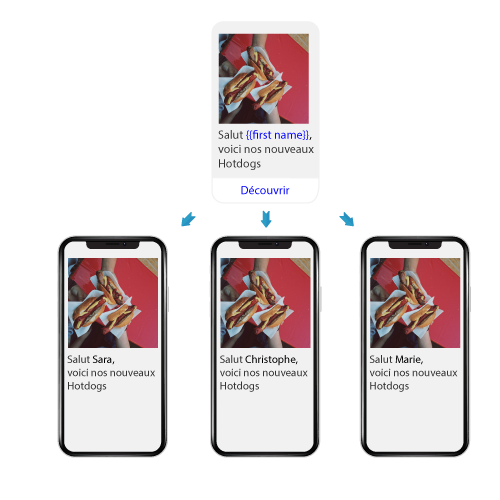 Salut {{first name}},
voici nos nouveaux
Hotdogs
Découvrir
Salut Sara,
voici nos nouveaux
Hotdogs
Salut Christophe,
voici nos nouveaux
Hotdogs
Salut Marie,
voici nos nouveaux
Hotdogs